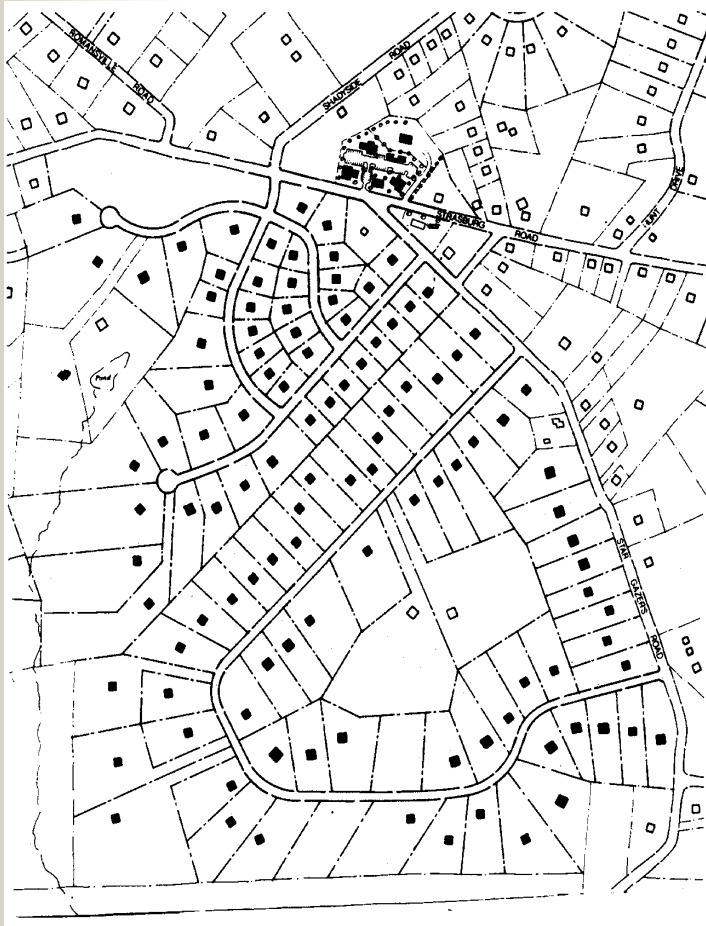 ROMANSVILLE
ROAD
SHADYSIDE
ROAD
STRASBURG
ROAD
HUNT
DRIVE
Pond
STAR
GAZERS
ROAD